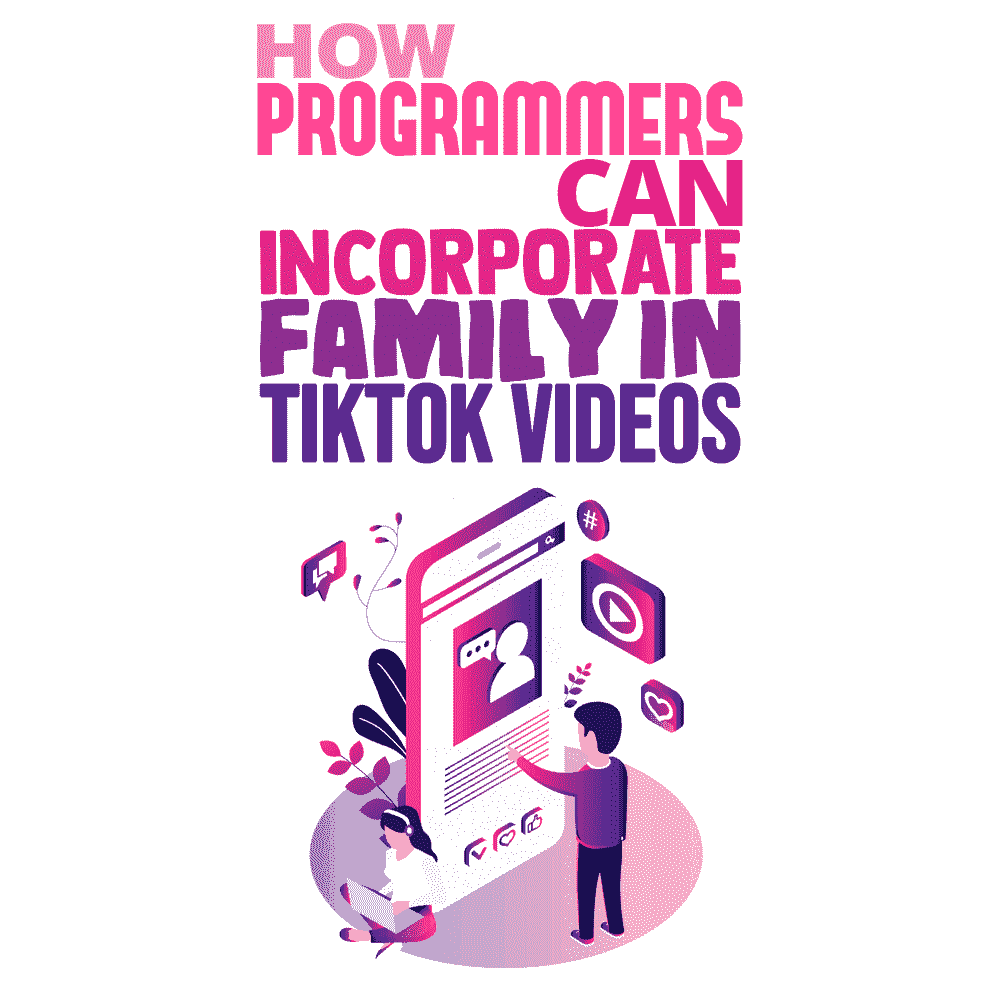 HOW
PROGRAMMERS
CAN
INCORPORATE
FAMILY IN
TIKTOK VIDEOS
#